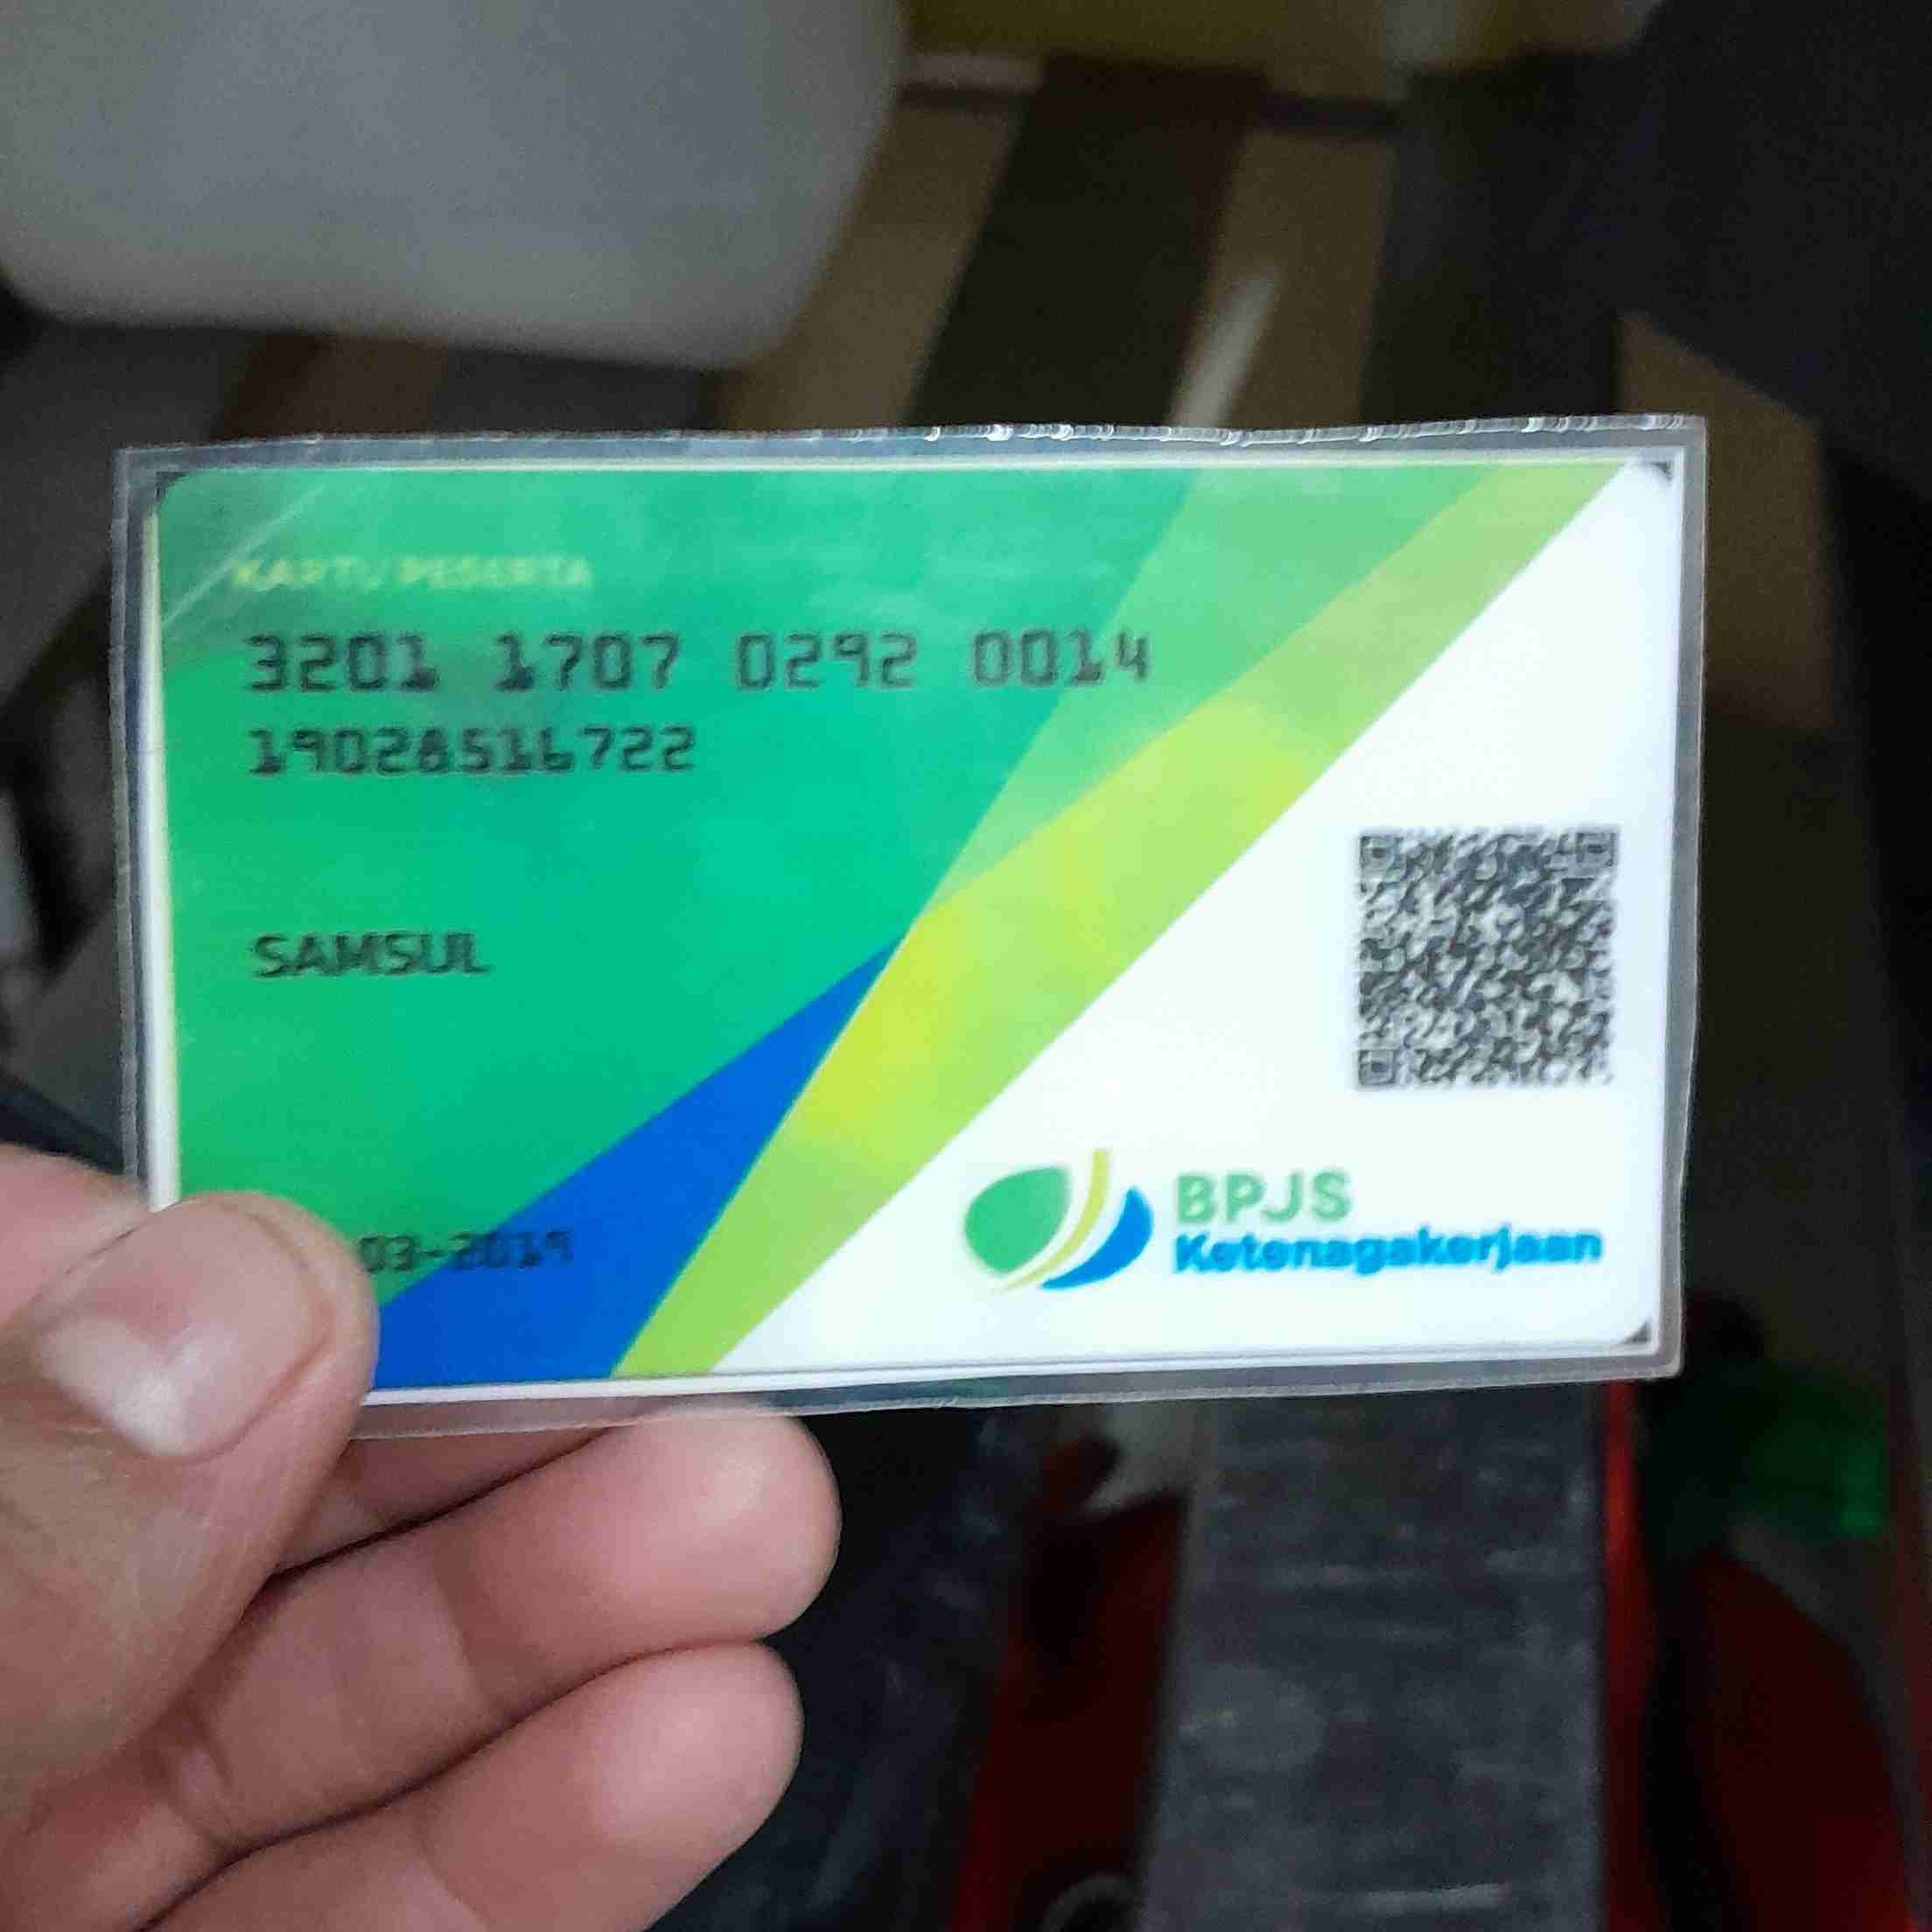 KARTU PESERTA
3201 1707 0292 0014
19028516722
SAMSUL
03-2019
BPJS
Ketenagakerjaan